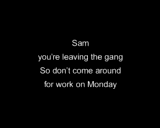 Sam
you're leaving the gang
So don't come around
for work on Monday